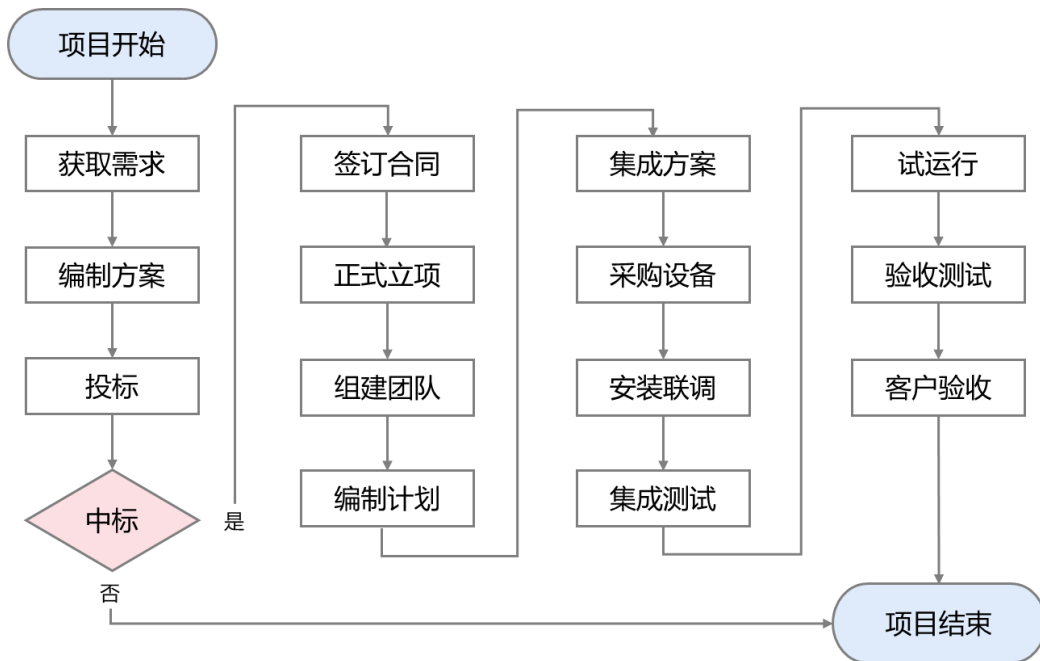 项目开始
获取需求
编制方案
投标
中标
是
否
签订合同
正式立项
组建团队
编制计划
集成方案
采购设备
安装联调
集成测试
试运行
验收测试
客户验收
项目结束